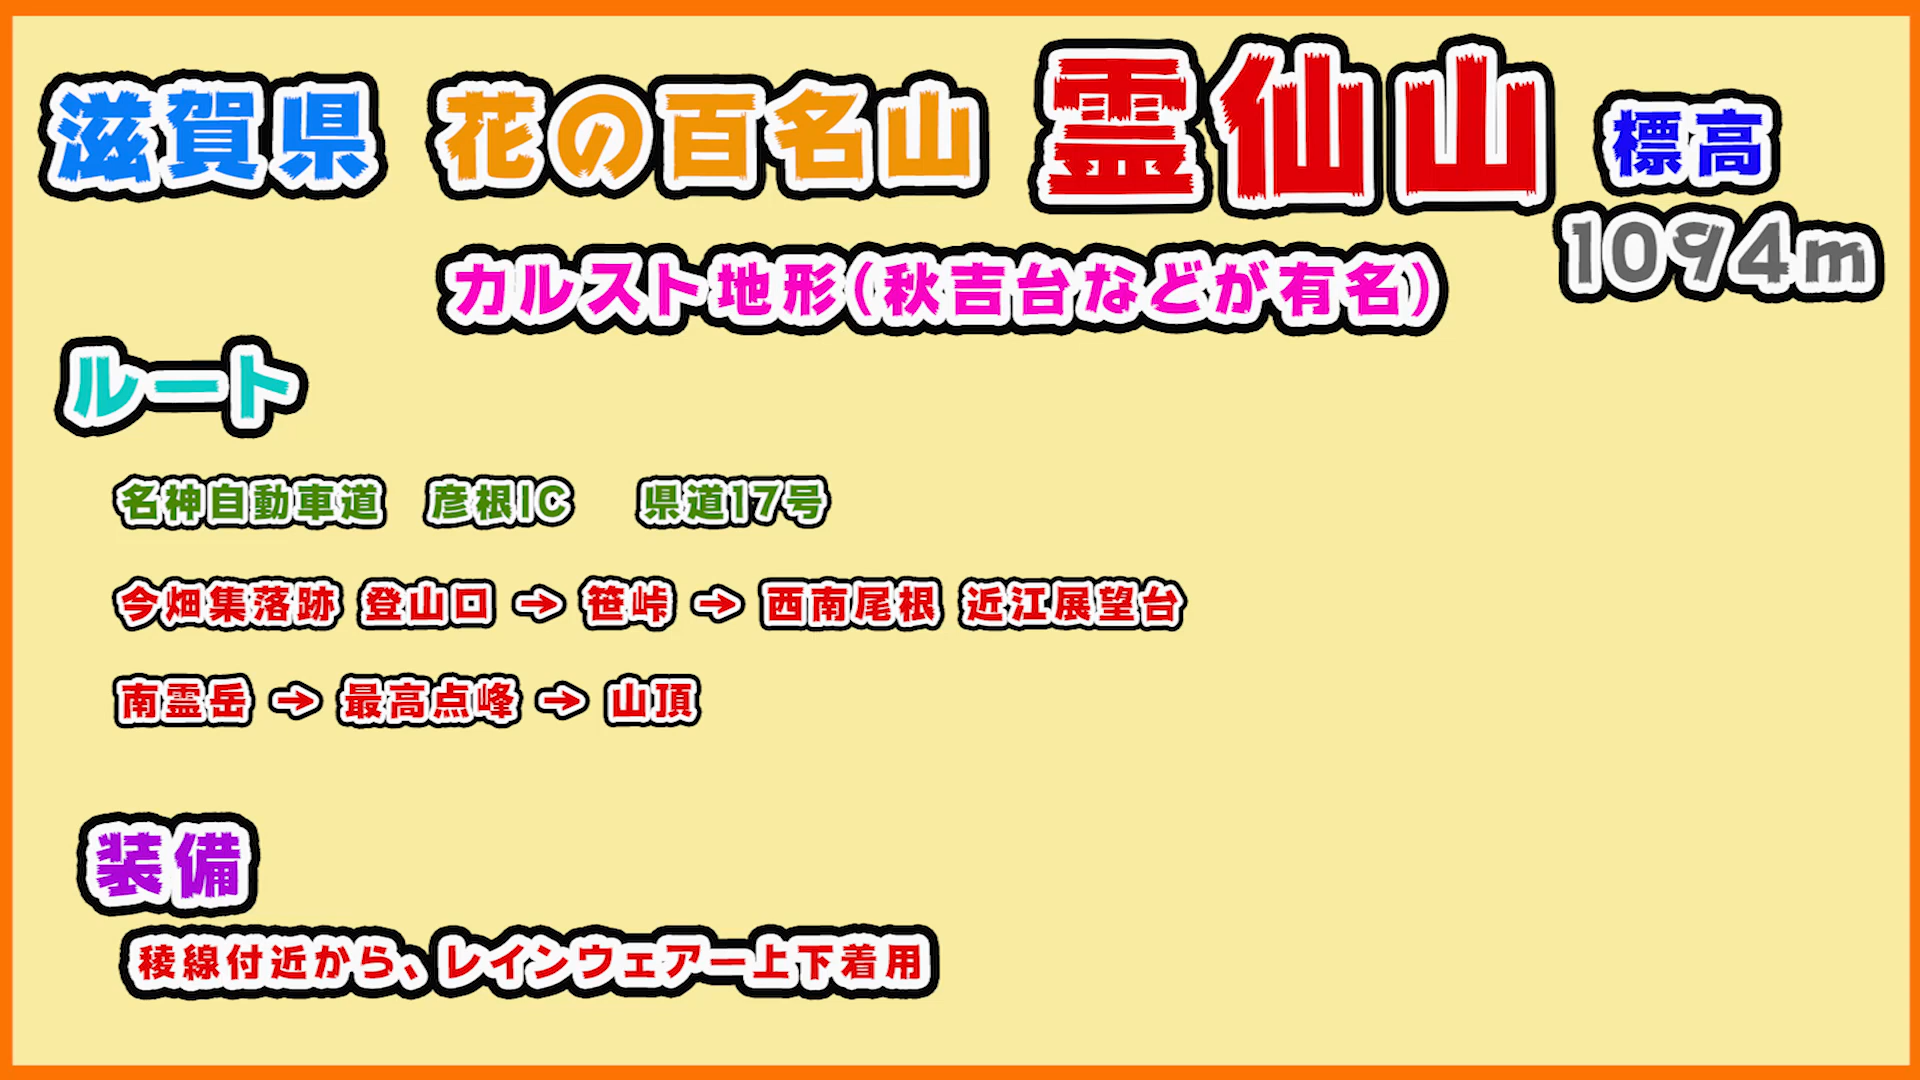 滋賀県 花の百名山 霊仙山 標高
1094m
カルスト地形(秋吉台などが有名)
ルート
名神自動車道 彦根IC 県道17号
今畑集落跡 登山口 → 笹峠 → 西南尾根 近江展望台
南霊岳 → 最高点峰 → 山頂
装備
稜線付近から、レインウェアー上下着用